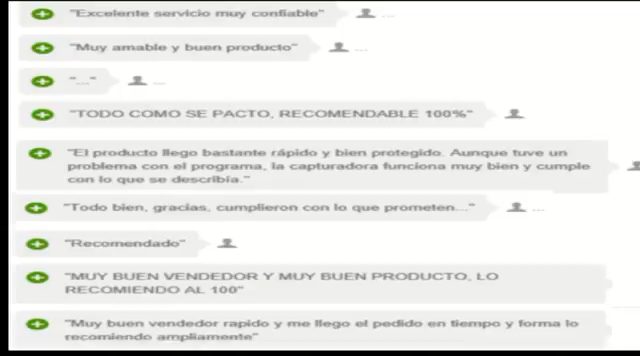 "Excelente servicio muy confiable"
"Muy amable y buen producto"
"..."
"TODO COMO SE PACTO, RECOMENDABLE 100%"
"El producto llego bastante rápido y bien protegido. Aunque tuve un
problema con el programa, la capturadora funciona muy bien y cumple
con lo que se describía."
"Todo bien, gracias, cumplieron con lo que prometen..."
"Recomendado"
"MUY BUEN VENDEDOR Y MUY BUEN PRODUCTO, LO
RECOMIENDO AL 100"
"Muy buen vendedor rapido y me llego el pedido en tiempo y forma lo
recomiendo ampliamente"